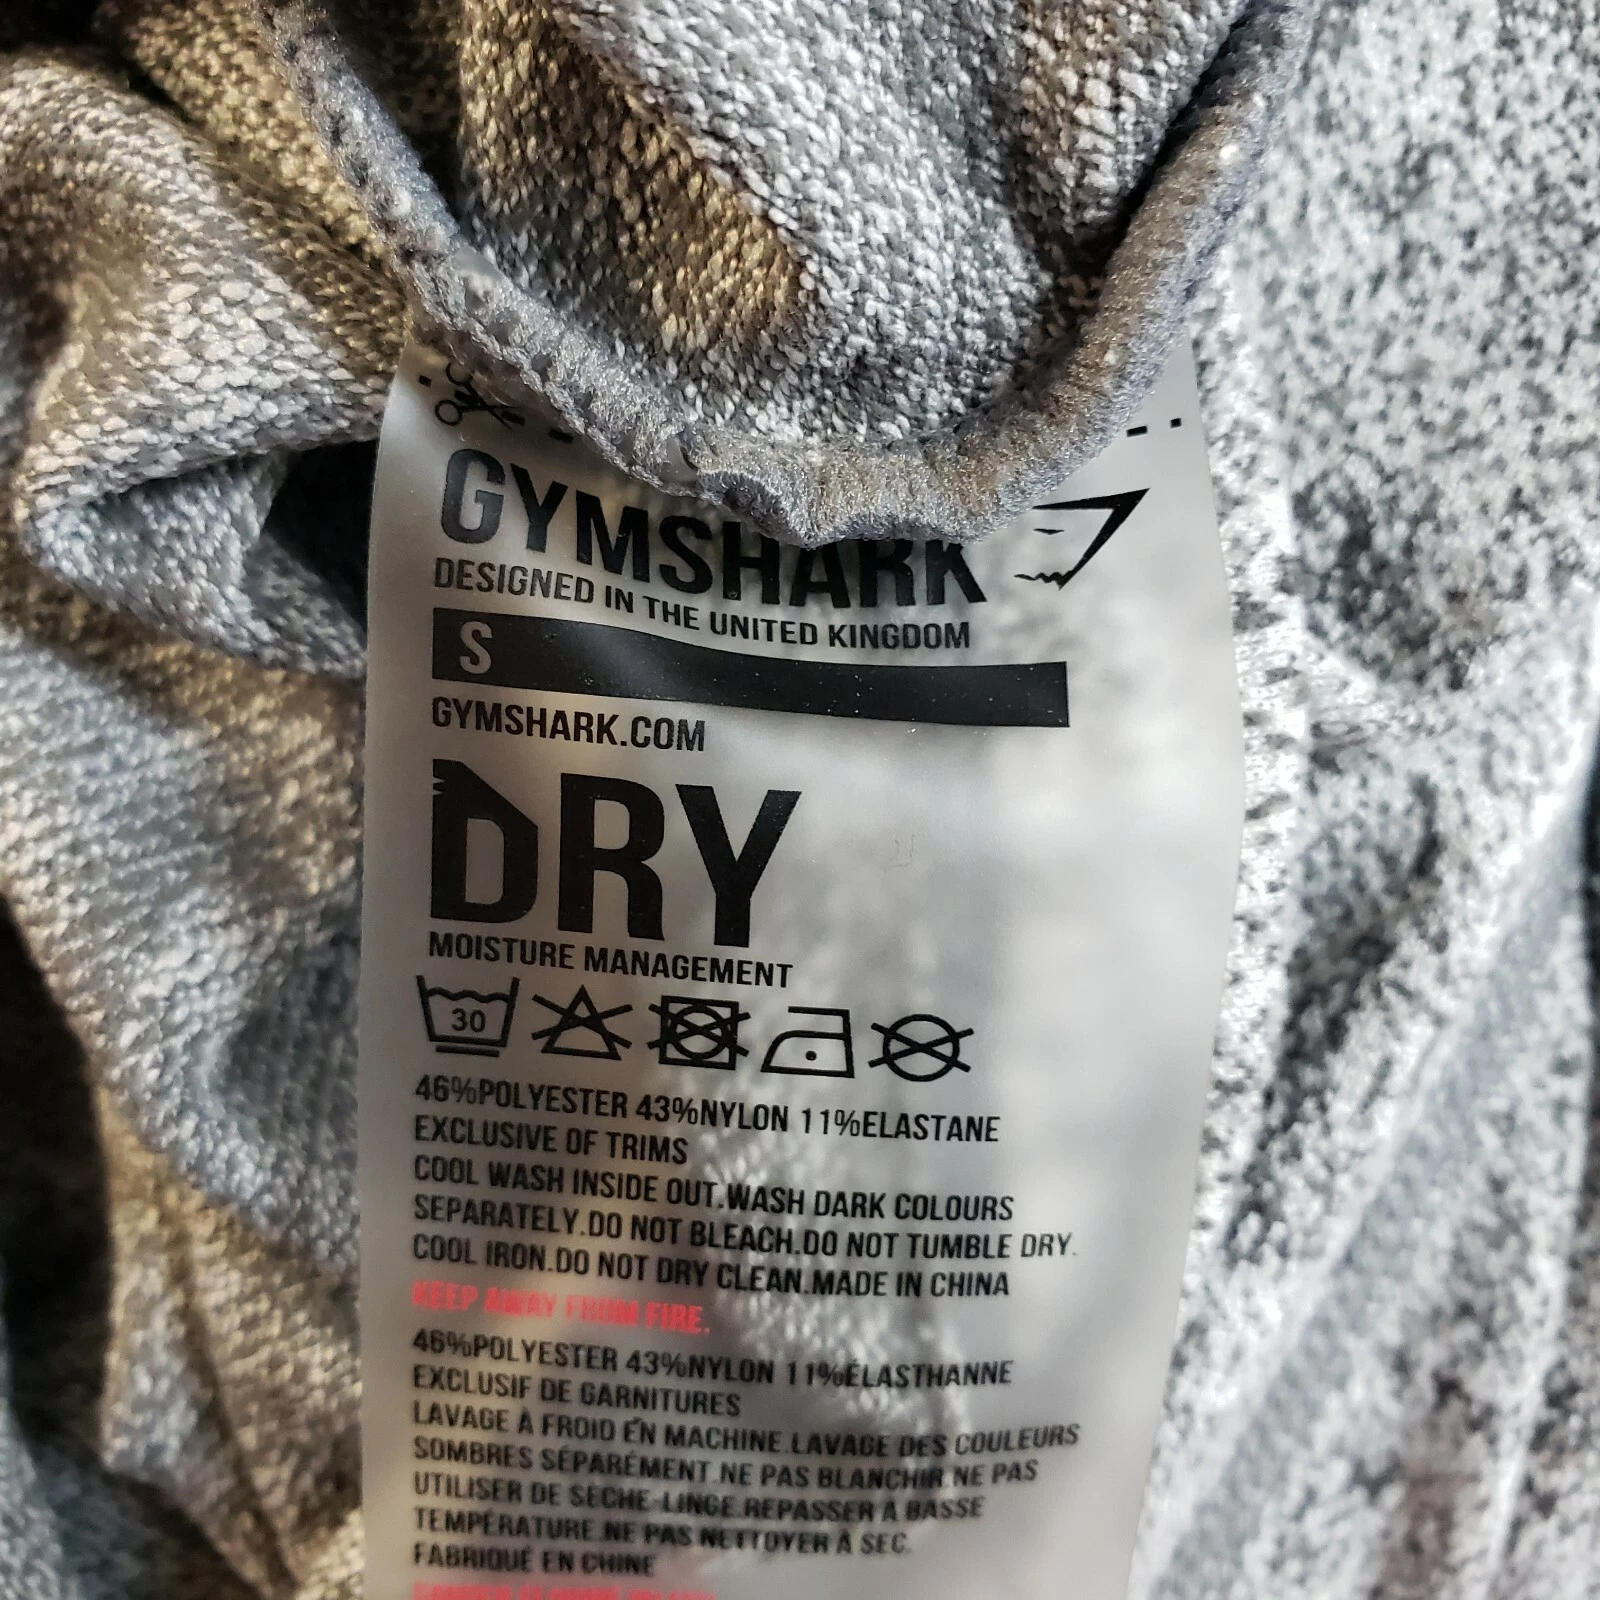 GYMSHARK
DESIGNED IN THE UNITED KINGDOM
S
GYMSHARK.COM
DRY
MOISTURE MANAGEMENT
30
46%POLYESTER 43%NYLON 11%ELASTANE
EXCLUSIVE OF TRIMS
COOL WASH INSIDE OUT.WASH DARK COLOURS
SEPARATELY.DO NOT BLEACH.DO NOT TUMBLE DRY.
COOL IRON.DO NOT DRY CLEAN.MADE IN CHINA
KEEP AWAY FROM FIRE.
46%POLYESTER 43%NYLON 11%ÉLASTHANNE
EXCLUSIF DE GARNITURES
LAVAGE À FROID EN MACHINE.LAVAGE DES COULEURS
SOMBRES SÉPARÉMENT.NE PAS BLANCHIR.NE PAS
UTILISER DE SÈCHE-LINGE.REPASSER À BASSE
TEMPÉRATURE.NE PAS NETTOYER À SEC.
FABRIQUÉ EN CHINE